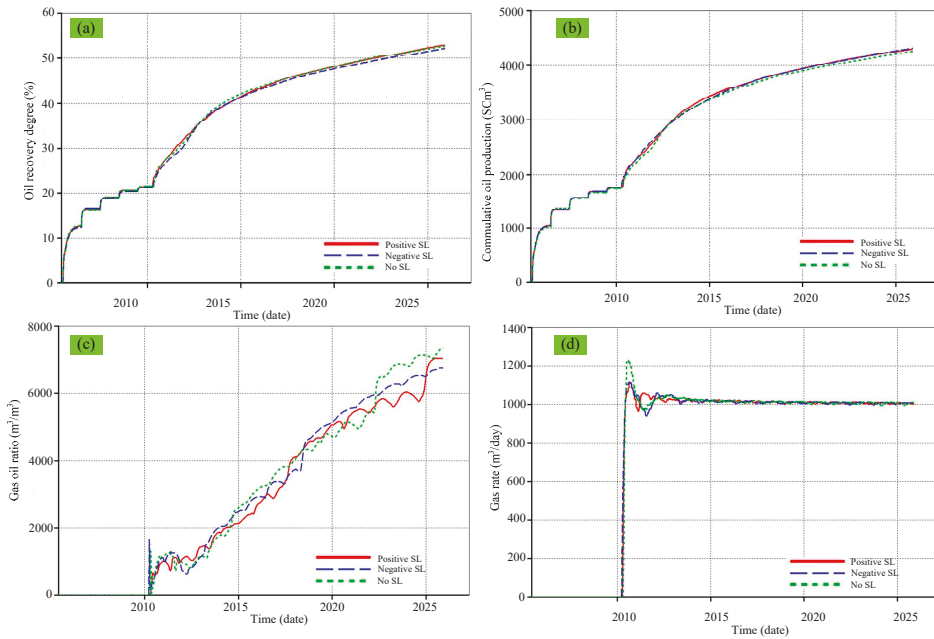 (a)
60
50
40
30
20
10
0
Oil recovery degree (%)
Positive SL
Negative SL
No SL
2010 2015 2020 2025
Time (date)
(b)
5000
4000
3000
2000
1000
0
Commulative oil production (SCm³)
Positive SL
Negative SL
No SL
2010 2015 2020 2025
Time (date)
(c)
8000
6000
4000
2000
0
Gas oil ratio (m³/m³)
Positive SL
Negative SL
No SL
2010 2015 2020 2025
Time (date)
(d)
1400
1200
1000
800
600
400
200
0
Gas rate (m³/day)
Positive SL
Negative SL
No SL
2010 2015 2020 2025
Time (date)